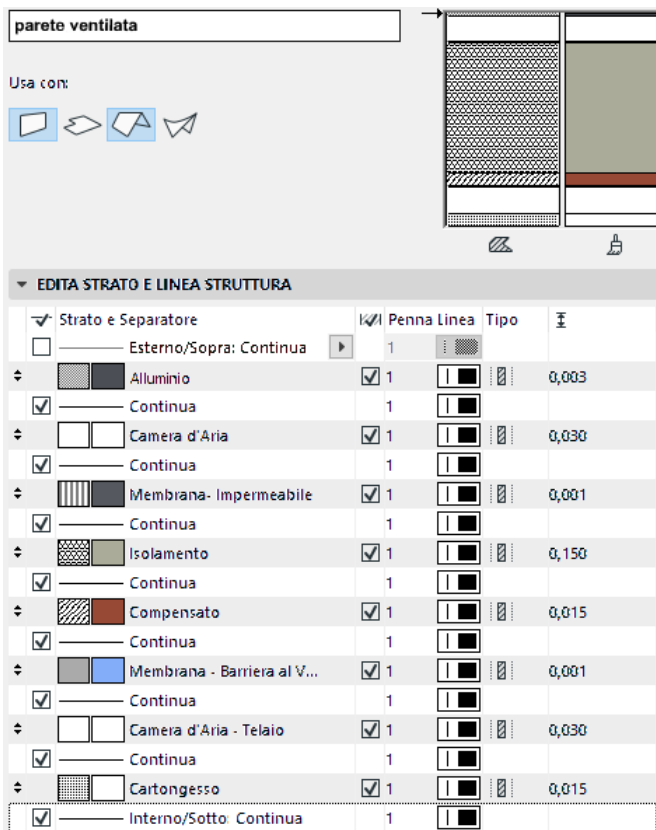 parete ventilata
Usa con:
EDITA STRATO E LINEA STRUTTURA
Strato e Separatore Penna Linea Tipo
Esterno/Sopra: Continua 1
Alluminio 1 0,003
Continua 1
Camera d'Aria 1 0,030
Continua 1
Membrana- Impermeabile 1 0,001
Continua 1
Isolamento 1 0,150
Continua 1
Compensato 1 0,015
Continua 1
Membrana - Barriera al V... 1 0,001
Continua 1
Camera d'Aria - Telaio 1 0,030
Continua 1
Cartongesso 1 0,015
Interno/Sotto: Continua 1